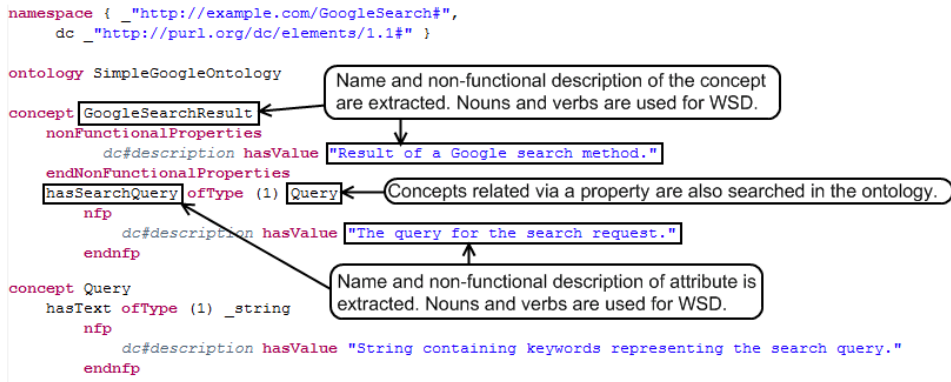 namespace { _"http://example.com/GoogleSearch#",
dc _"http://purl.org/dc/elements/1.1#" }
ontology SimpleGoogleOntology
Name and non-functional description of the concept
are extracted. Nouns and verbs are used for WSD.
concept GoogleSearchResult
nonFunctionalProperties
dc#description hasValue "Result of a Google search method."
endNonFunctionalProperties
hasSearchQuery ofType (1) Query
Concepts related via a property are also searched in the ontology.
nfp
dc#description hasValue "The query for the search request."
endnfp
Name and non-functional description of attribute is
extracted. Nouns and verbs are used for WSD.
concept Query
hasText ofType (1) _string
nfp
dc#description hasValue "String containing keywords representing the search query."
endnfp